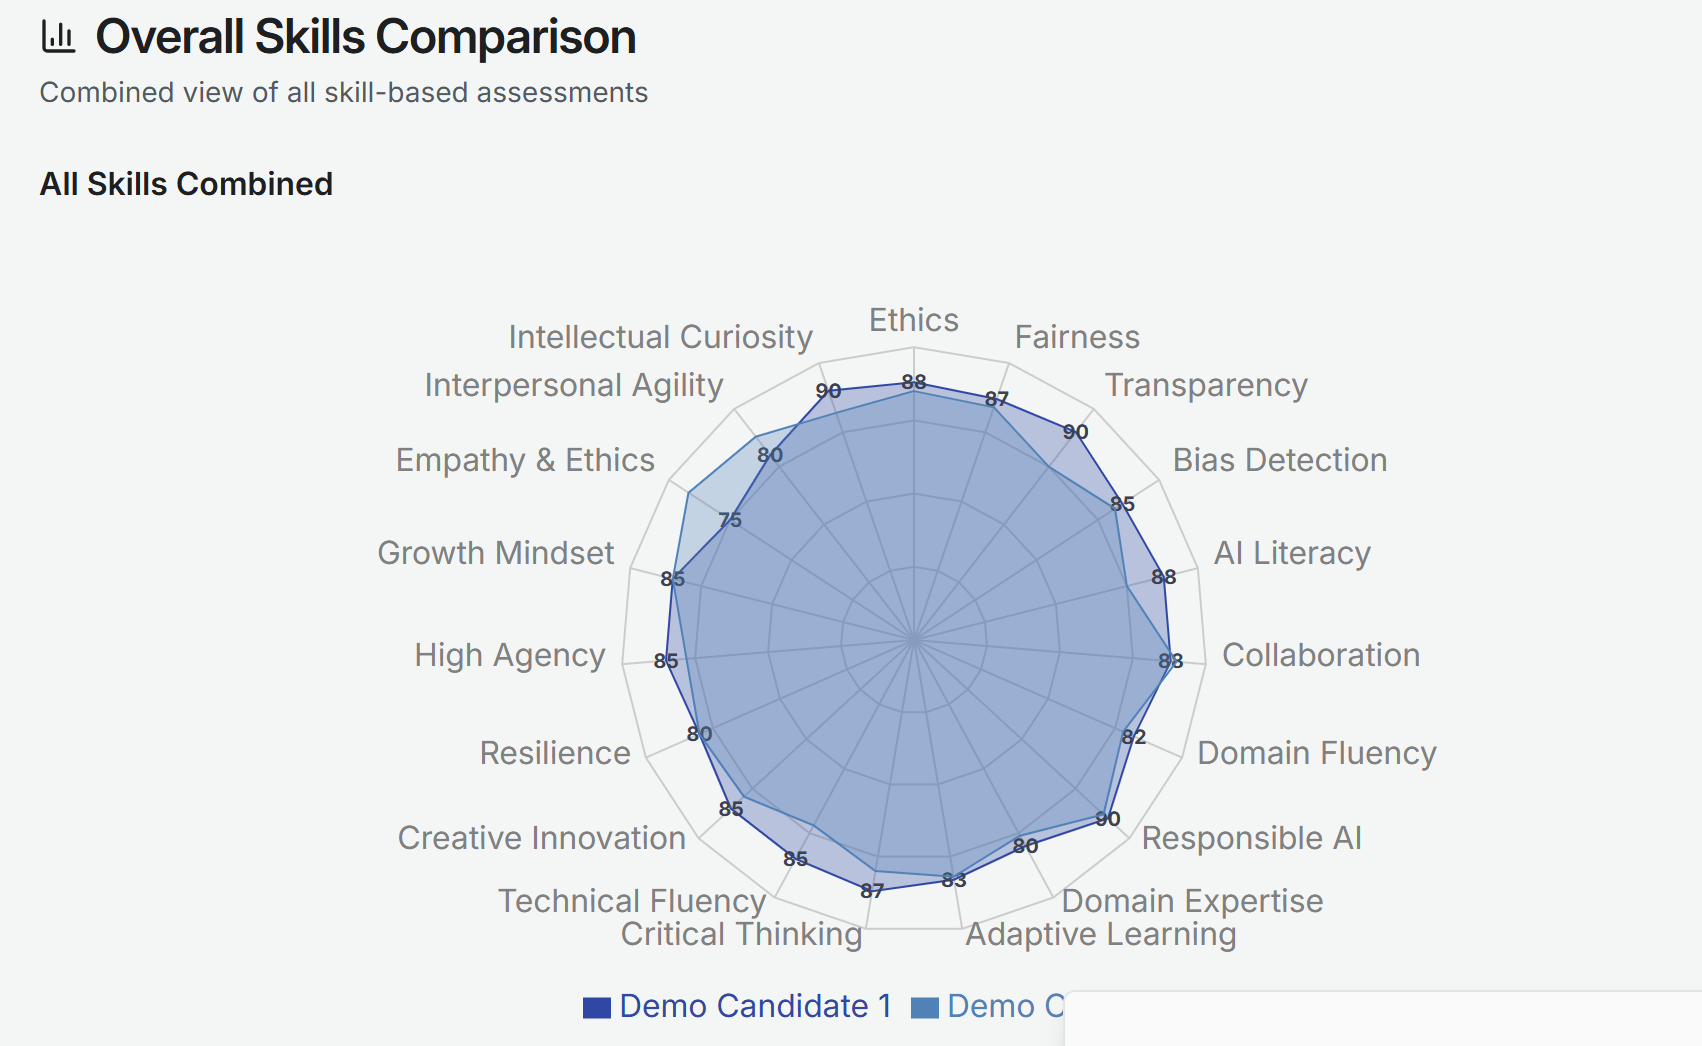 Overall Skills Comparison
Combined view of all skill-based assessments
All Skills Combined
Ethics
Intellectual Curiosity
Fairness
Interpersonal Agility
Transparency
90
88
87
90
Empathy & Ethics
80
Bias Detection
75
85
Growth Mindset
85
88
AI Literacy
High Agency
85
88
Collaboration
Resilience
80
82
Domain Fluency
Creative Innovation
85
90
Responsible AI
85
87
83
80
Technical Fluency
Domain Expertise
Critical Thinking
Adaptive Learning
Demo Candidate 1
Demo